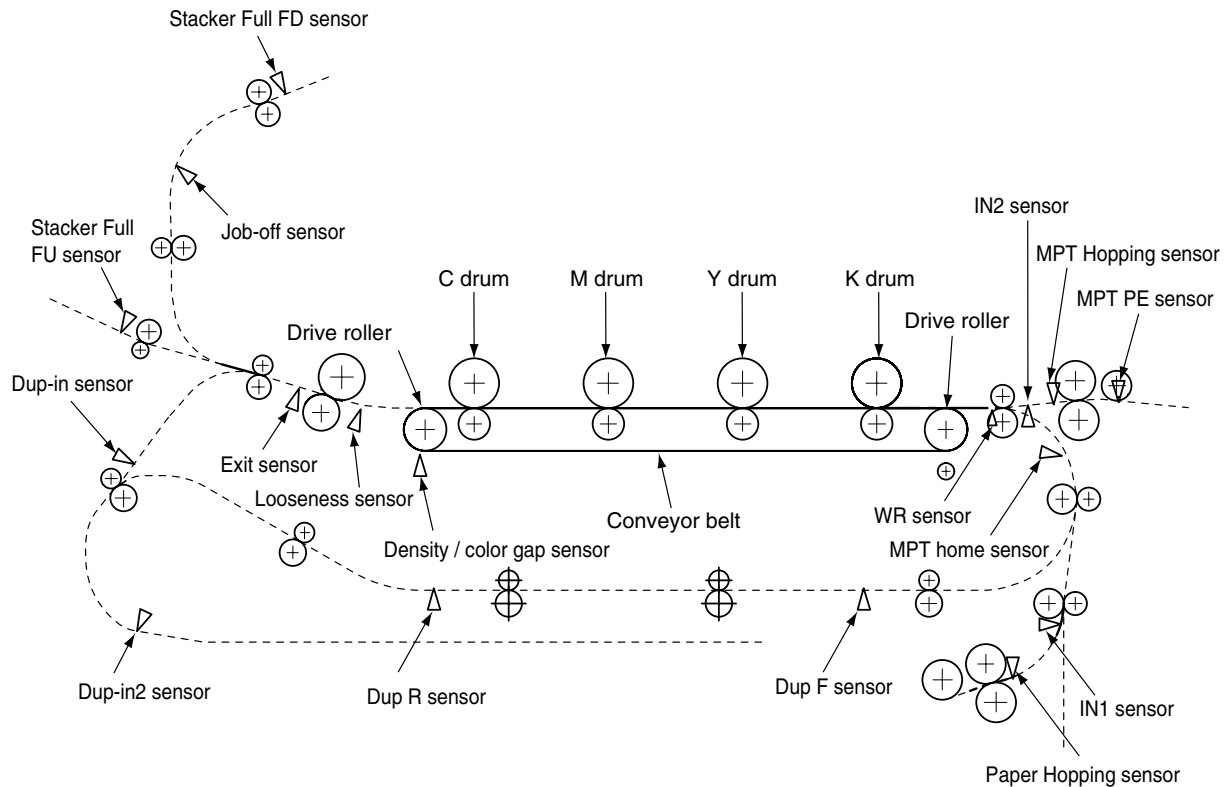 Stacker Full FD sensor
Job-off sensor
Stacker Full
FU sensor
IN2 sensor
MPT Hopping sensor
MPT PE sensor
C drum
M drum
Y drum
K drum
Drive roller
Drive roller
Dup-in sensor
Exit sensor
Looseness sensor
Conveyor belt
WR sensor
Density / color gap sensor
MPT home sensor
Dup-in2 sensor
Dup R sensor
Dup F sensor
IN1 sensor
Paper Hopping sensor